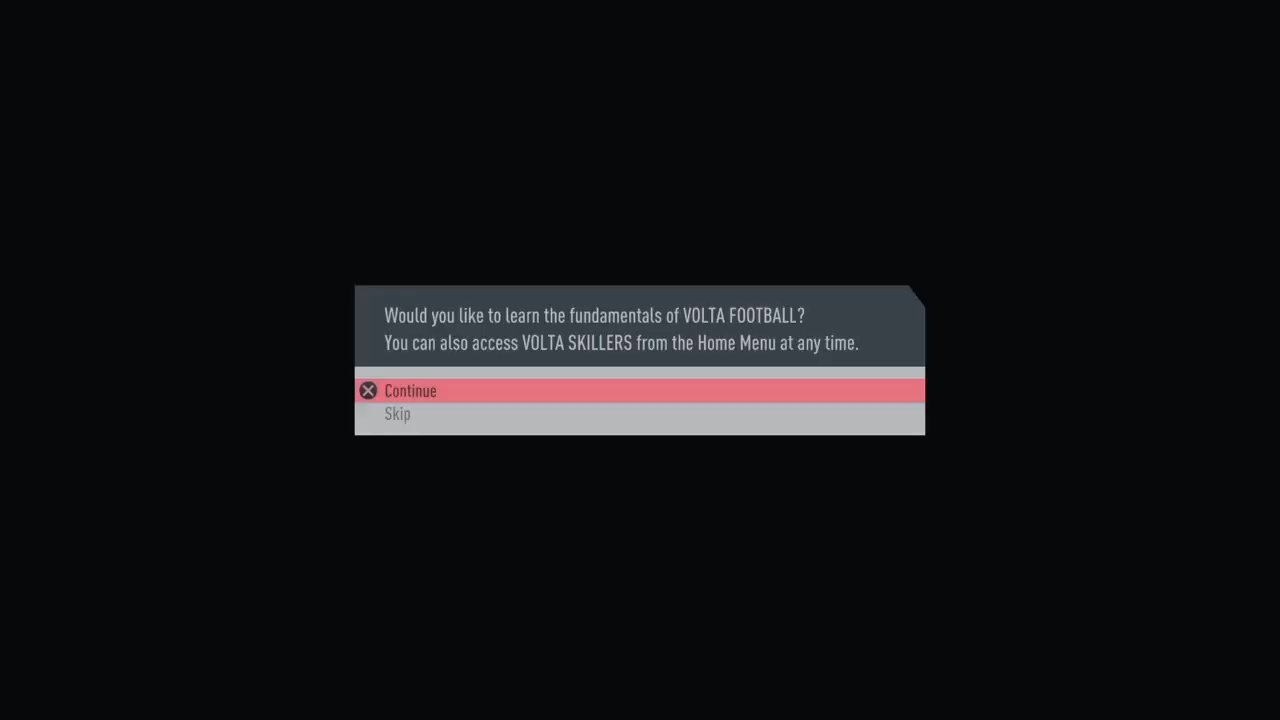 Would you like to learn the fundamentals of VOLTA FOOTBALL?
You can also access VOLTA SKILLERS from the Home Menu at any time.
Continue
Skip